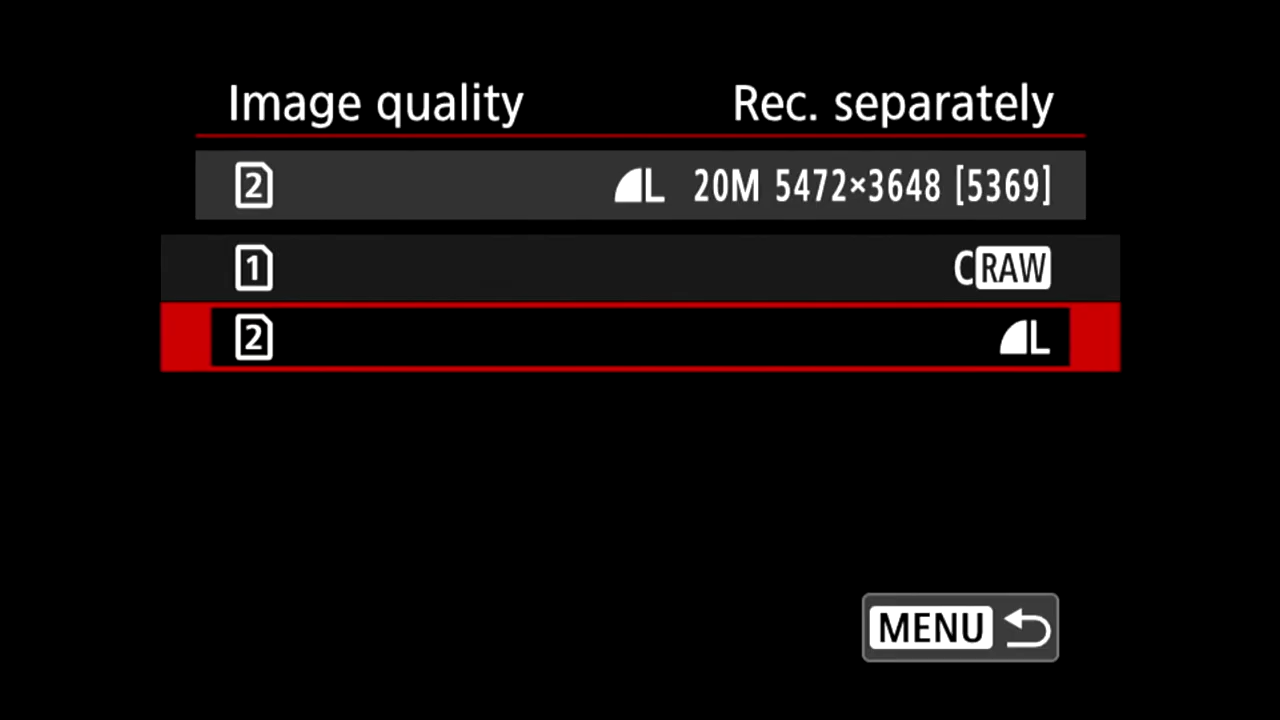 Image quality Rec. separately
2 L 20M 5472×3648 [5369]
1 CRAW
2 L
MENU